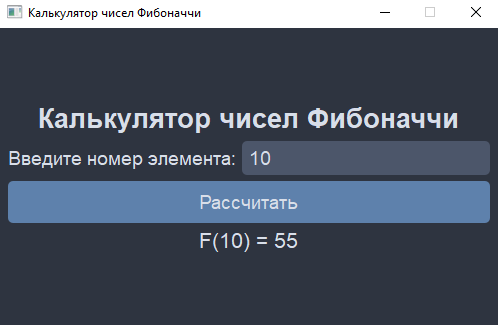 Калькулятор чисел Фибоначчи
Калькулятор чисел Фибоначчи
Введите номер элемента: 10
Рассчитать
F(10) = 55